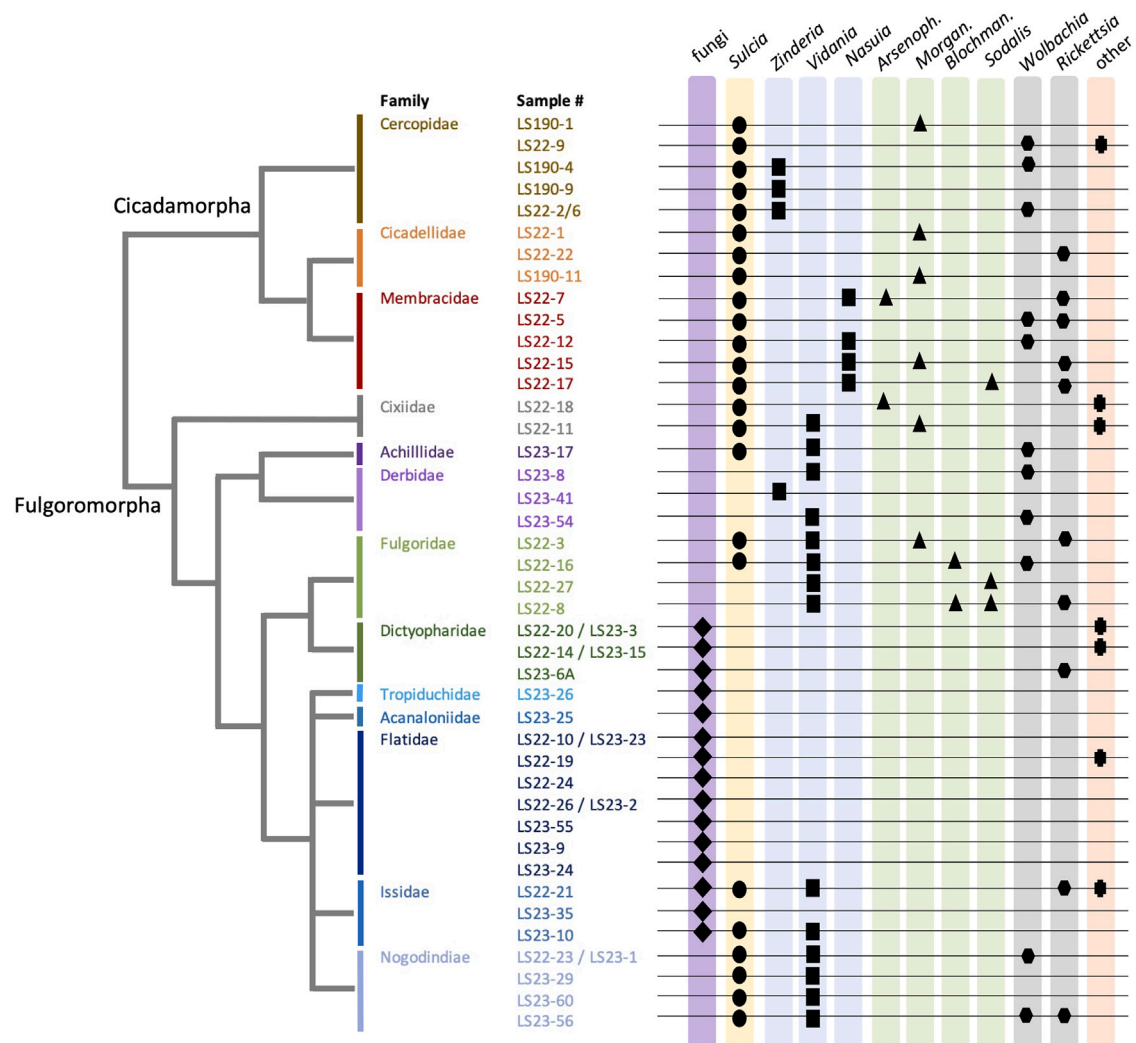 fungi Sulcia Zinderia Vidania Nasuia Arsenoph. Morgan. Blochman. Sodalis Wolbachia Rickettsia other
Family Sample #
Cercopidae LS190-1
LS22-9
LS190-4
LS190-9
LS22-2/6
Cicadamorpha
Cicadellidae LS22-1
LS22-22
LS190-11
Membracidae LS22-7
LS22-5
LS22-12
LS22-15
LS22-17
Cixiidae LS22-18
LS22-11
Achilllidae LS23-17
Derbidae LS23-8
LS23-41
Fulgoromorpha
LS23-54
Fulgoridae LS22-3
LS22-16
LS22-27
LS22-8
Dictyopharidae LS22-20 / LS23-3
LS22-14 / LS23-15
LS23-6A
Tropiduchidae LS23-26
Acanaloniidae LS23-25
Flatidae LS22-10 / LS23-23
LS22-19
LS22-24
LS22-26 / LS23-2
LS23-55
LS23-9
LS23-24
Issidae LS22-21
LS23-35
LS23-10
Nogodindiae LS22-23 / LS23-1
LS23-29
LS23-60
LS23-56